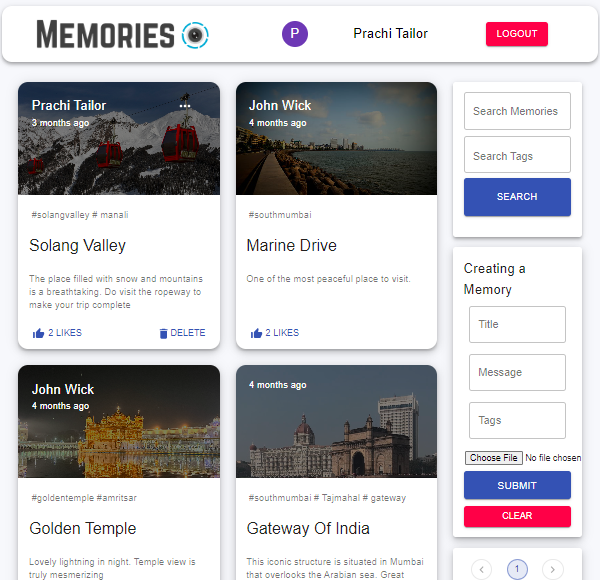 MEMORIES
P
Prachi Tailor
LOGOUT
Prachi Tailor
3 months ago
#solangvalley # manali
Solang Valley
The place filled with snow and mountains
is a breathtaking. Do visit the ropeway to
make your trip complete
2 LIKES
DELETE
John Wick
4 months ago
#southmumbai
Marine Drive
One of the most peaceful place to visit.
2 LIKES
Search Memories
Search Tags
SEARCH
Creating a
Memory
Title
Message
Tags
Choose File No file chosen
SUBMIT
CLEAR
1
John Wick
4 months ago
#goldentemple #amritsar
Golden Temple
Lovely lightning in night. Temple view is
truly mesmerizing
4 months ago
#southmumbai # Tajmahal # gateway
Gateway Of India
This iconic structure is situated in Mumbai
that overlooks the Arabian sea. Great